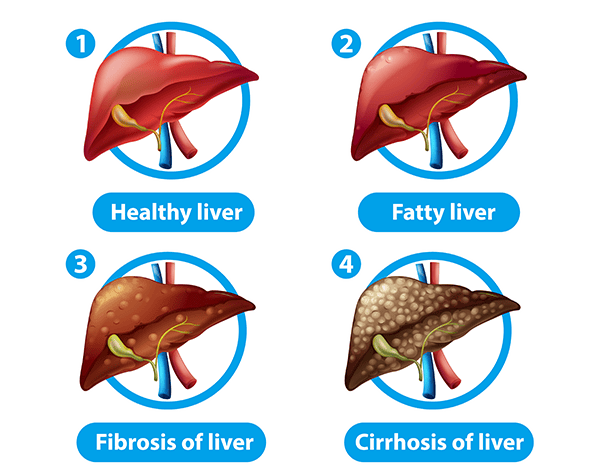 1
Healthy liver
2
Fatty liver
3
Fibrosis of liver
4
Cirrhosis of liver